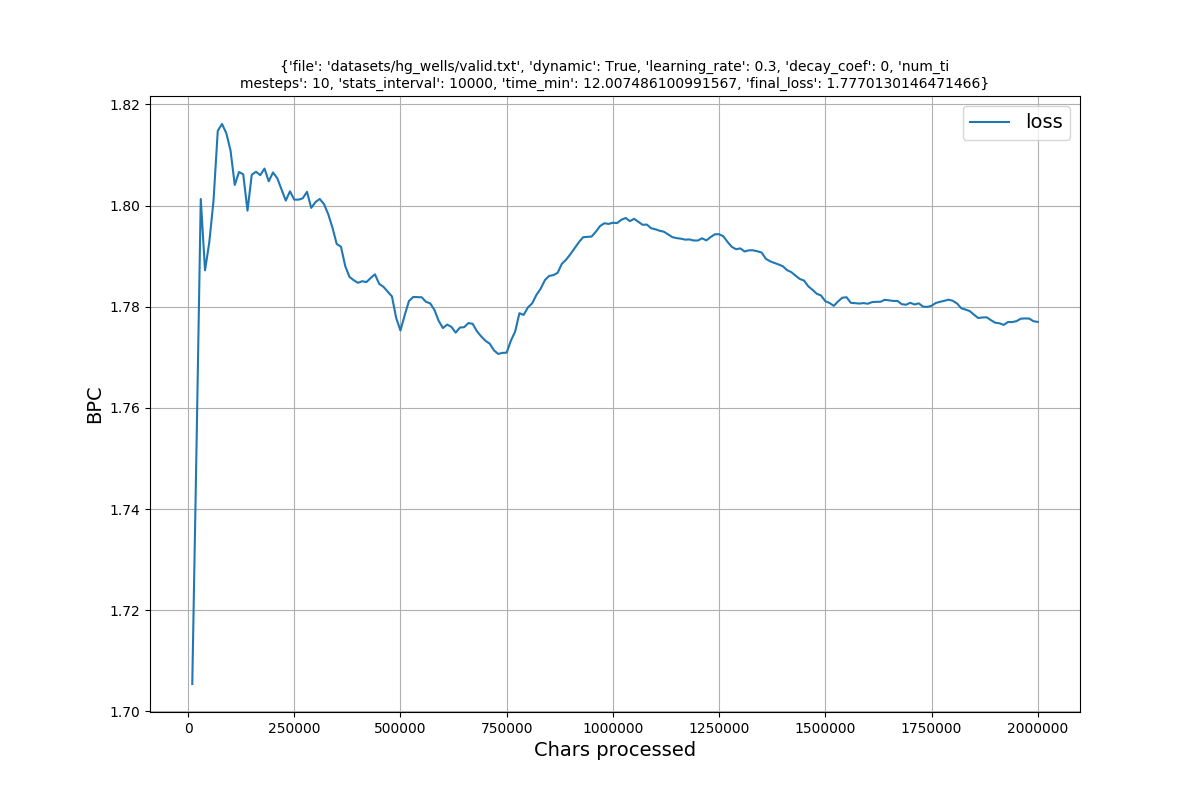 {'file': 'datasets/hg_wells/valid.txt', 'dynamic': True, 'learning_rate': 0.3, 'decay_coef': 0, 'num_ti
mesteps': 10, 'stats_interval': 10000, 'time_min': 12.007486100991567, 'final_loss': 1.7770130146471466}
loss
1.82
1.80
1.78
1.76
1.74
1.72
1.70
BPC
0 250000 500000 750000 1000000 1250000 1500000 1750000 2000000
Chars processed